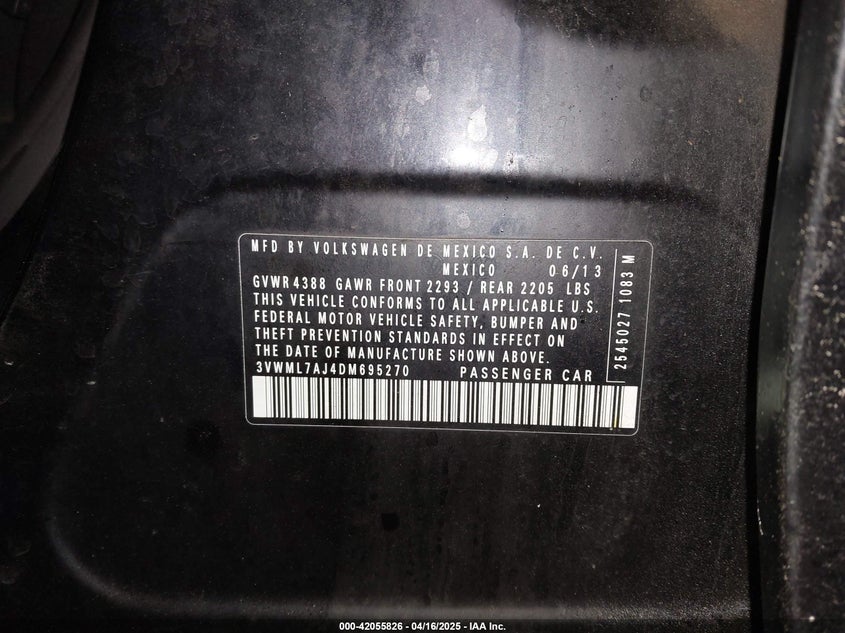 MFD BY VOLKSWAGEN DE MEXICO S.A. DE C.V.
MEXICO 06/13
GVWR 4388 GAWR FRONT 2293 / REAR 2205 LBS
THIS VEHICLE CONFORMS TO ALL APPLICABLE U.S.
FEDERAL MOTOR VEHICLE SAFETY, BUMPER AND
THEFT PREVENTION STANDARDS IN EFFECT ON
THE DATE OF MANUFACTURE SHOWN ABOVE.
3VWML7AJ4DM695270 PASSENGER CAR
2545027 1083 M
000-42055826 - 04/16/2025 - IAA Inc.